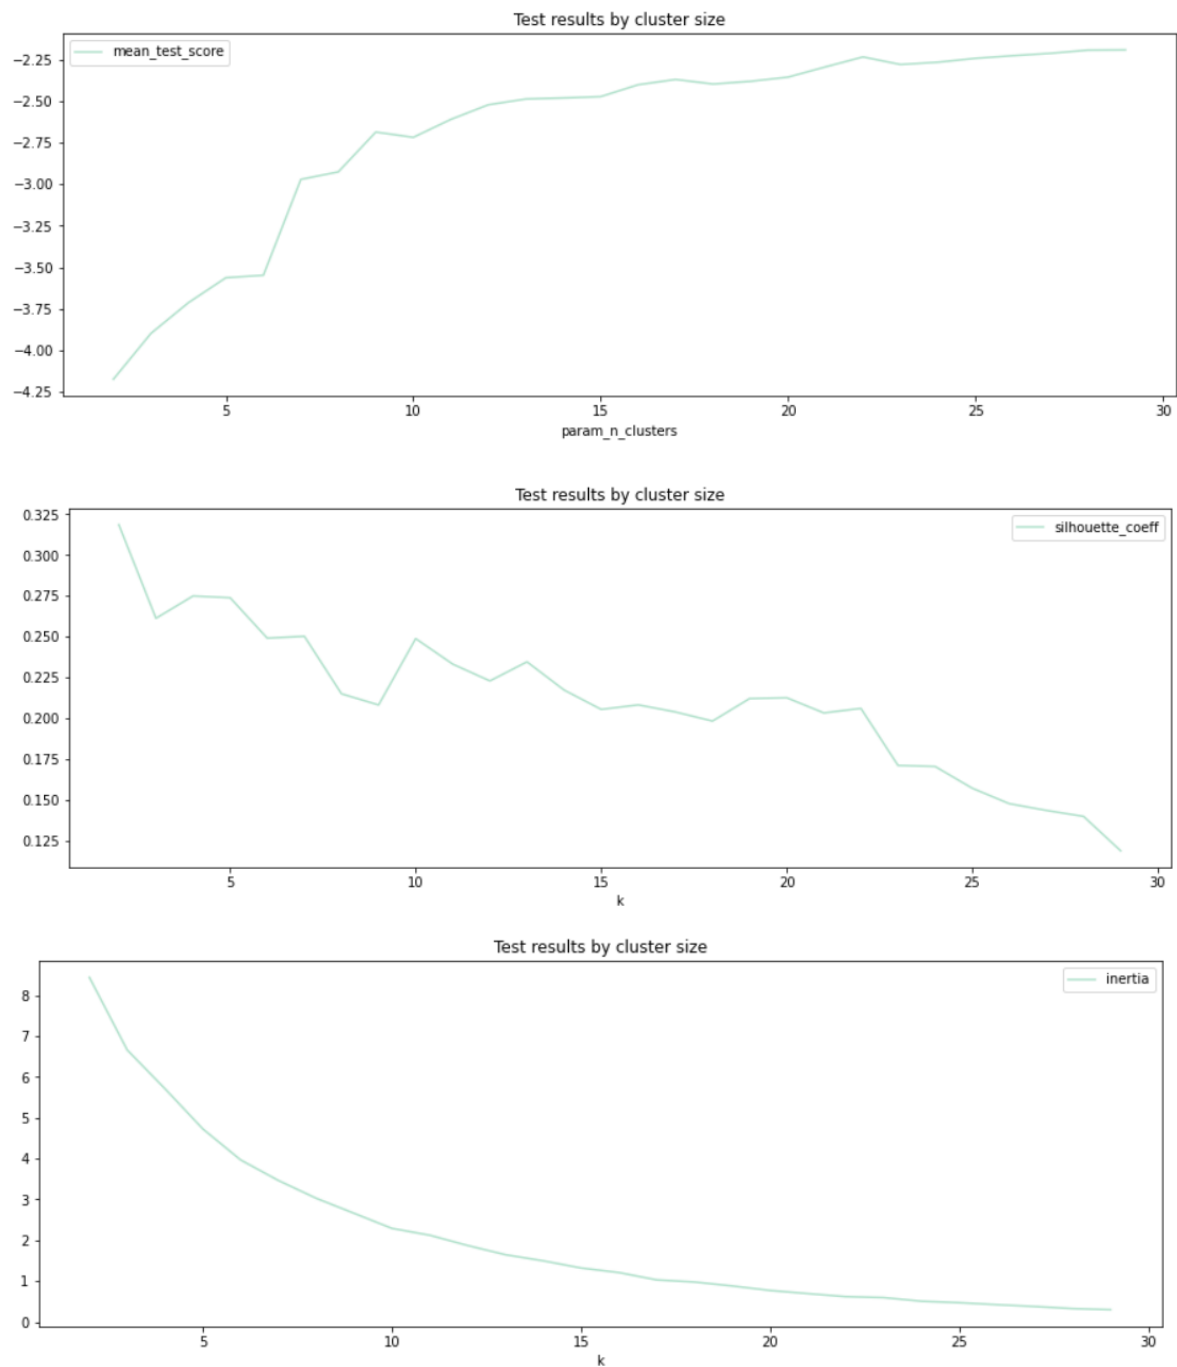 Test results by cluster size
mean_test_score
−2.25
−2.50
−2.75
−3.00
−3.25
−3.50
−3.75
−4.00
−4.25
5 10 15 20 25 30
param_n_clusters
Test results by cluster size
silhouette_coeff
0.325
0.300
0.275
0.250
0.225
0.200
0.175
0.150
0.125
5 10 15 20 25 30
k
Test results by cluster size
inertia
8
7
6
5
4
3
2
1
0
5 10 15 20 25 30
k